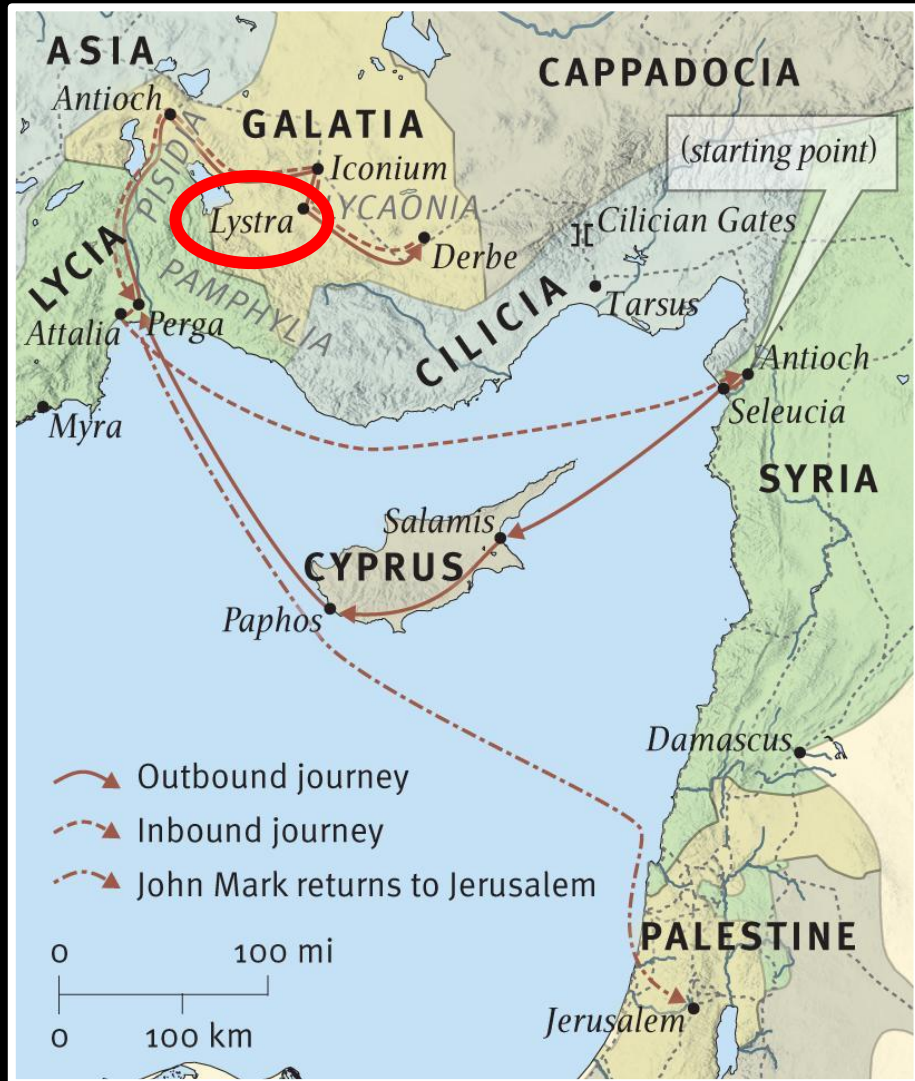 ASIA
Antioch
CAPPADOCIA
GALATIA
PISIDIA
(starting point)
Iconium
LYCAONIA
Lystra
Cilician Gates
Derbe
LYCIA
PAMPHYLIA
CILICIA
Tarsus
Attalia
Perga
Antioch
Seleucia
Myra
SYRIA
Salamis
CYPRUS
Paphos
Damascus
Outbound journey
Inbound journey
John Mark returns to Jerusalem
PALESTINE
0 100 mi
0 100 km
Jerusalem